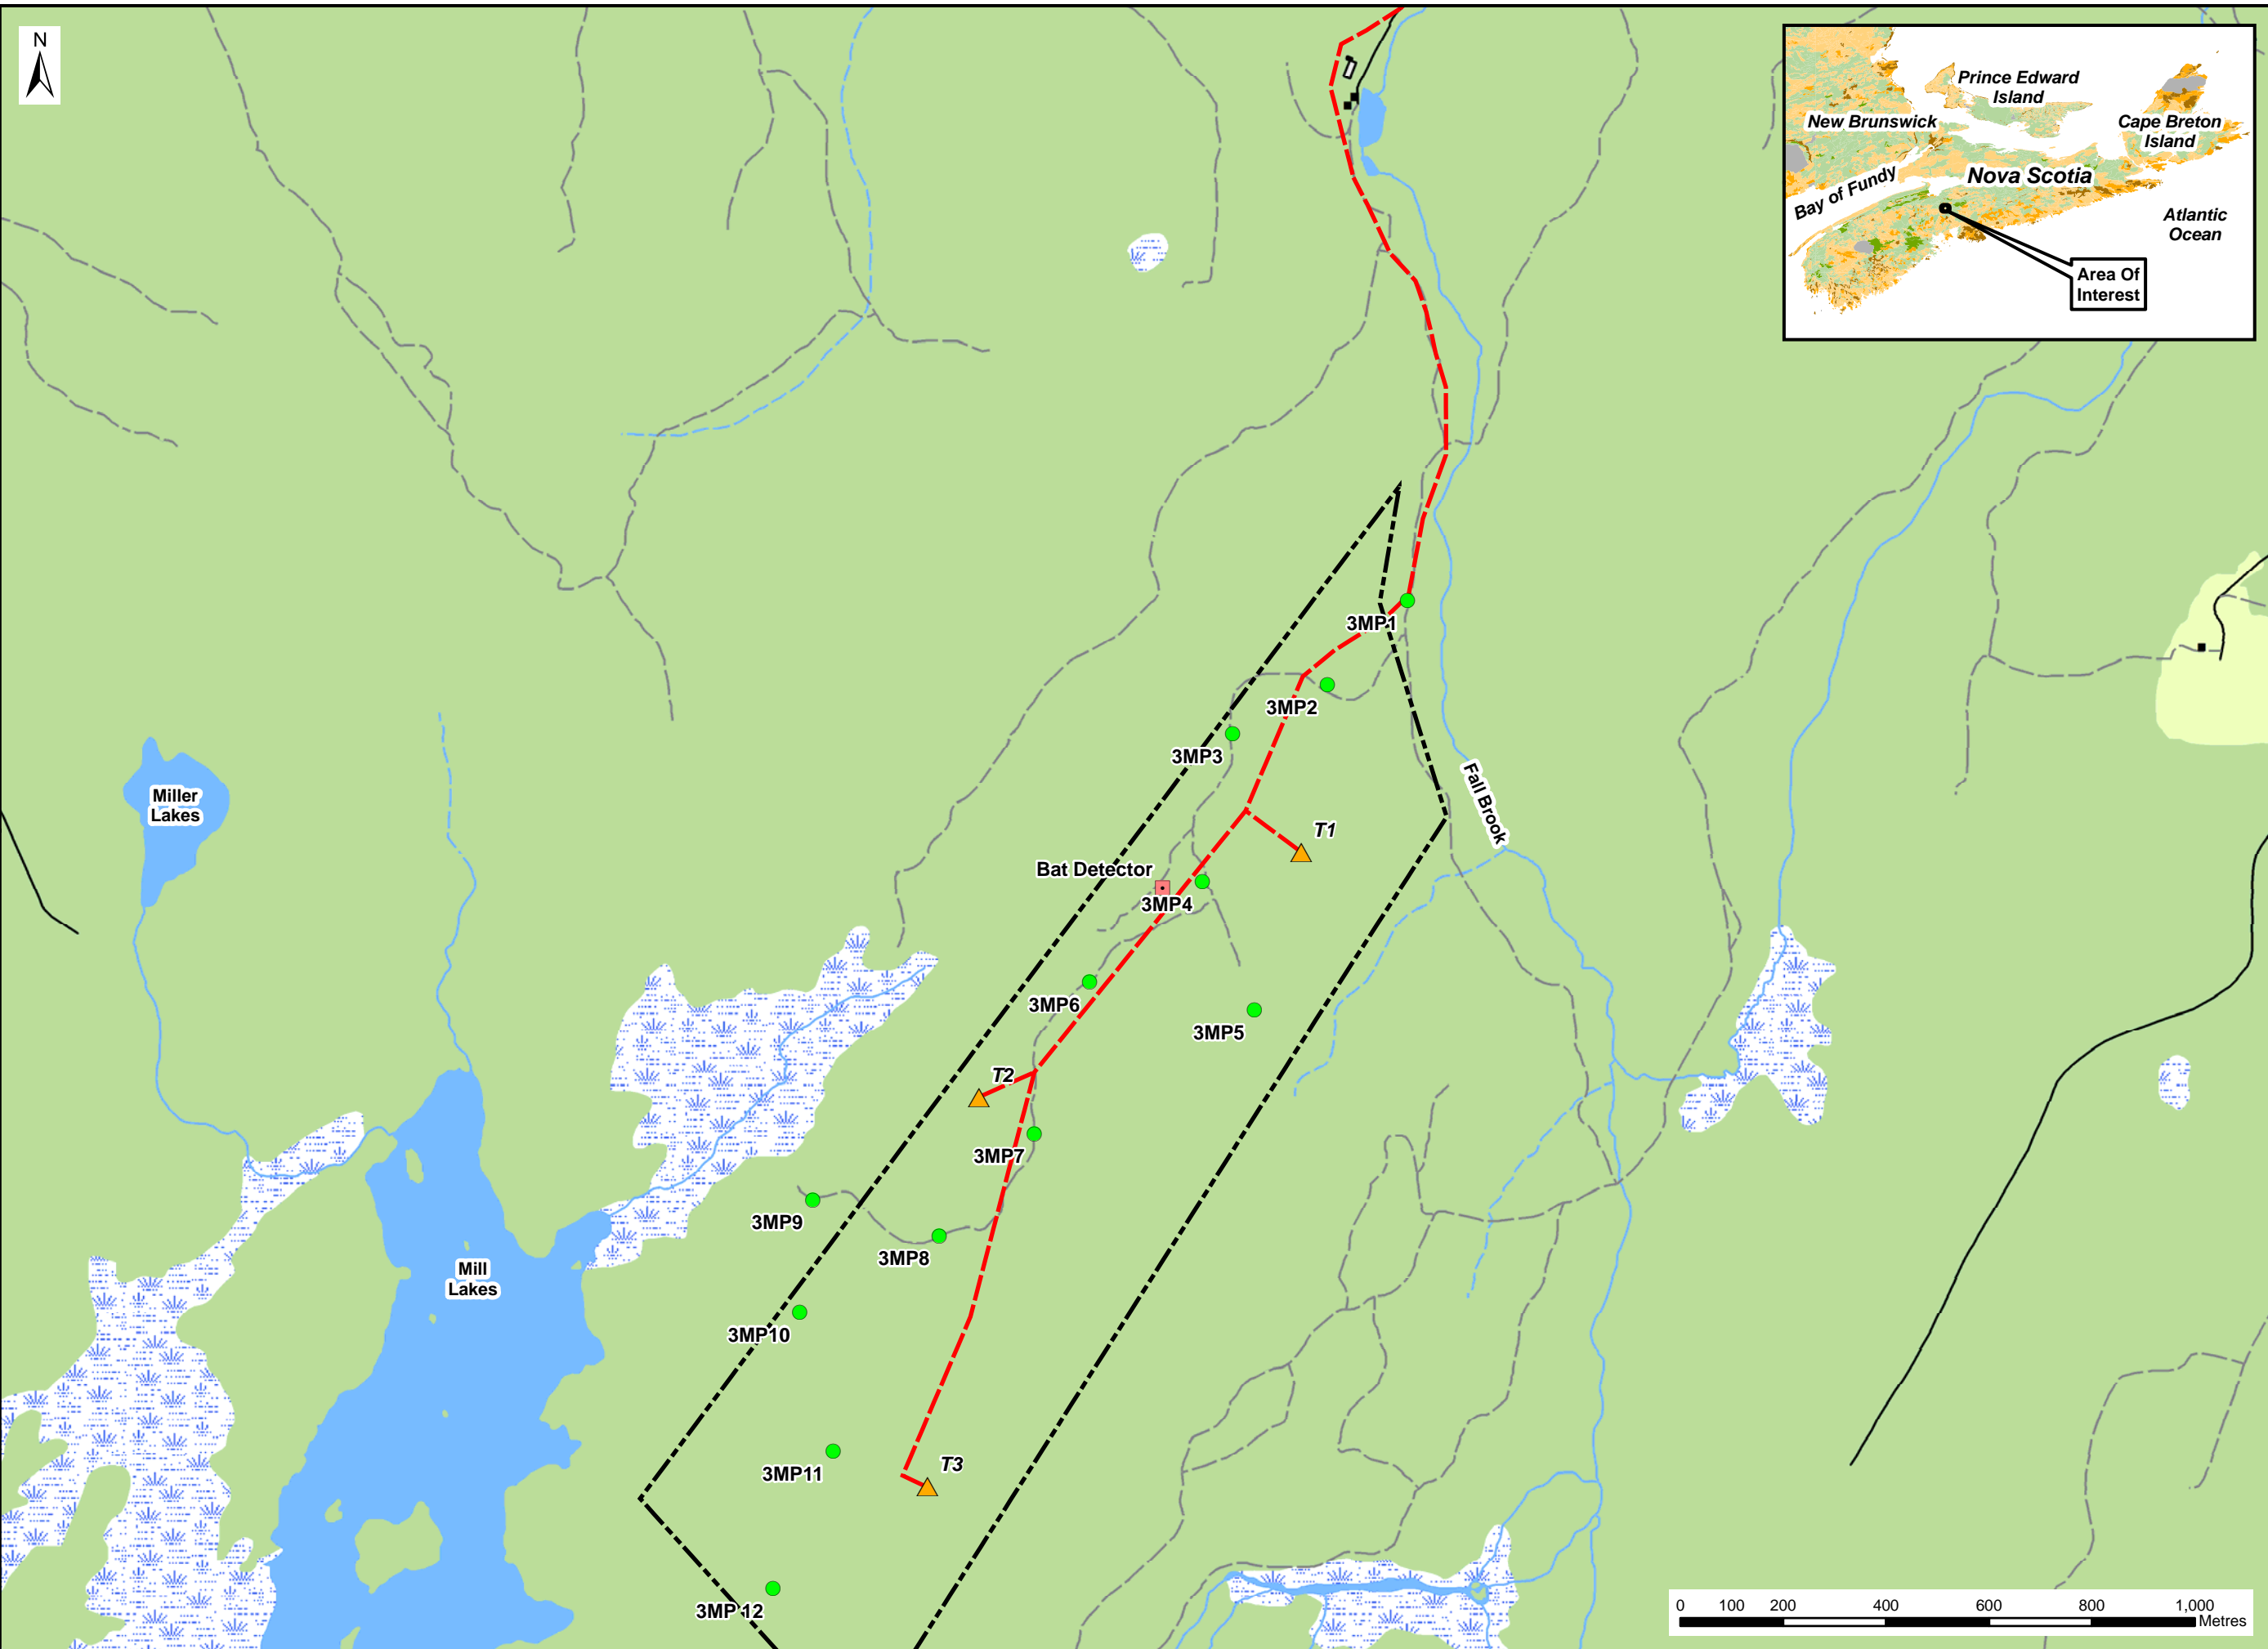 N
Prince Edward
Island
New Brunswick
Cape Breton
Island
Bay of Fundy
Nova Scotia
Atlantic
Ocean
Area Of
Interest
3MP1
3MP2
3MP3
Fall Brook
Miller
Lakes
T1
Bat Detector
3MP4
3MP6
3MP5
T2
3MP7
3MP9
3MP8
Mill
Lakes
3MP10
T3
3MP11
3MP 12
0 100 200 400 600 800 1,000
Metres